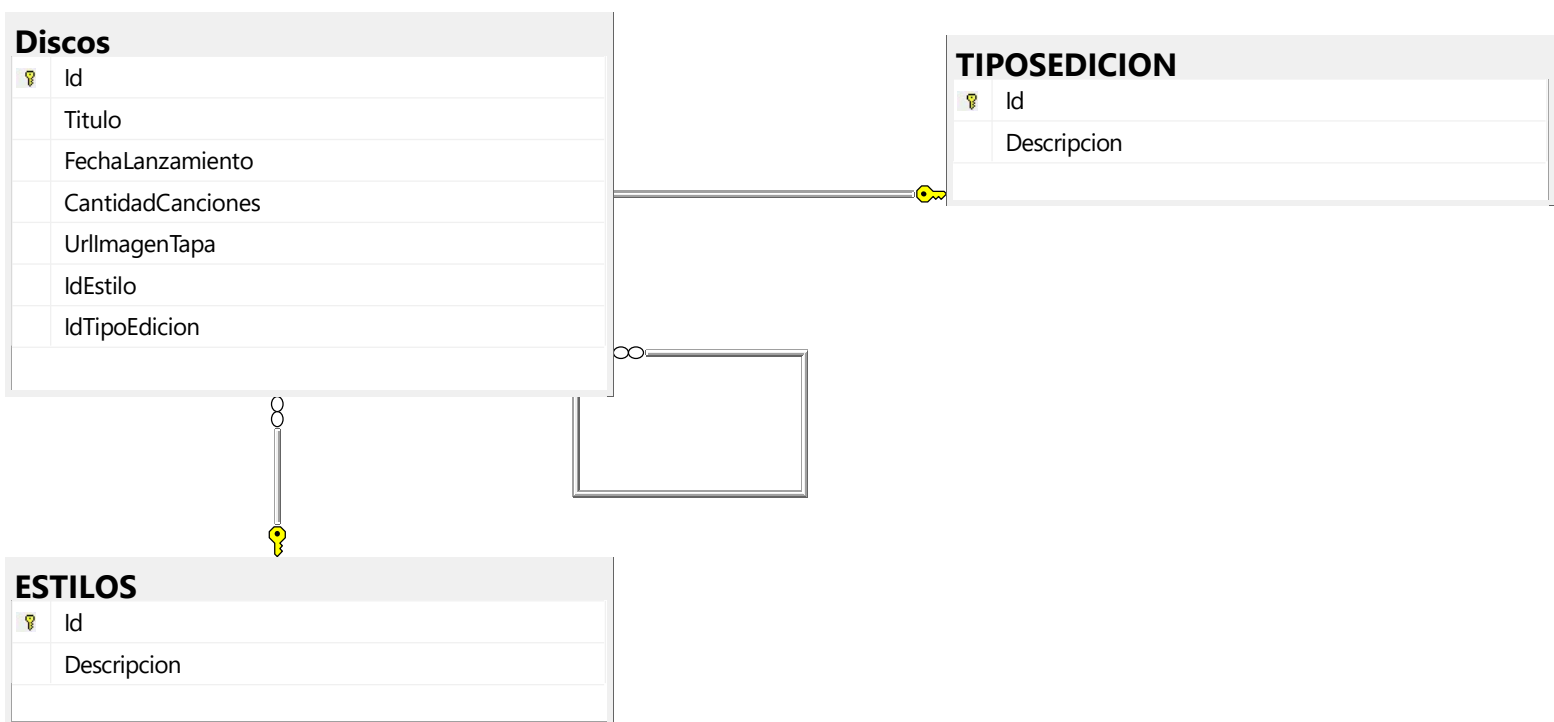 Discos
Id
Titulo
FechaLanzamiento
CantidadCanciones
UrlImagenTapa
IdEstilo
IdTipoEdicion
TIPOSEDICION
Id
Descripcion
ESTILOS
Id
Descripcion